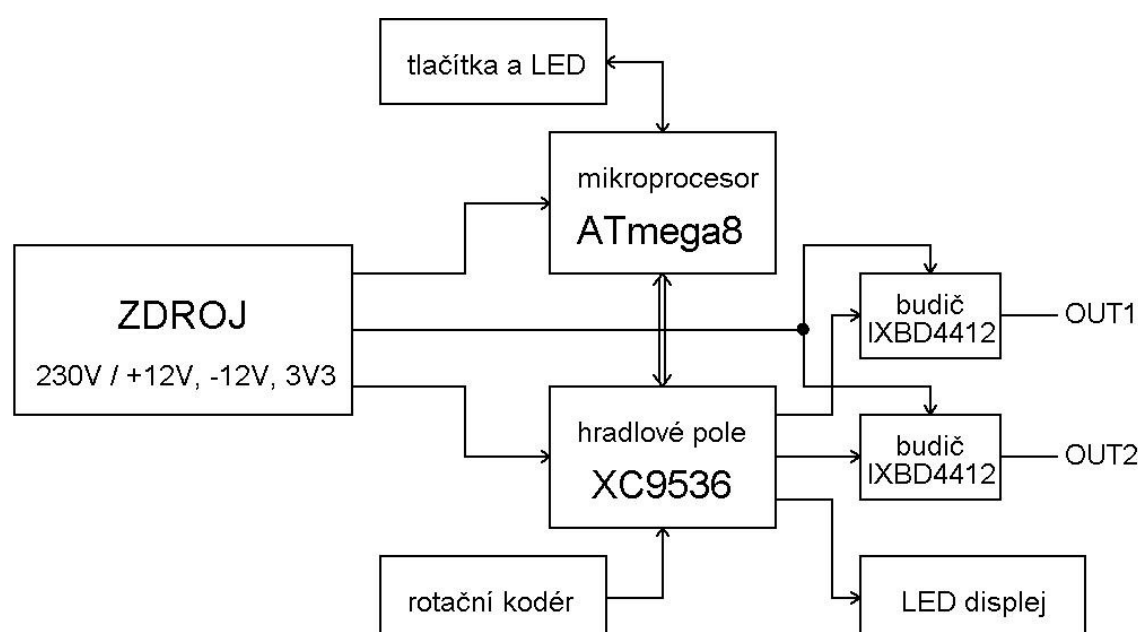 tlačítka a LED
mikroprocesor
ATmega8
ZDROJ
230V / +12V, -12V, 3V3
budič
IXBD4412
OUT1
hradlové pole
XC9536
budič
IXBD4412
OUT2
rotační kodér
LED displej